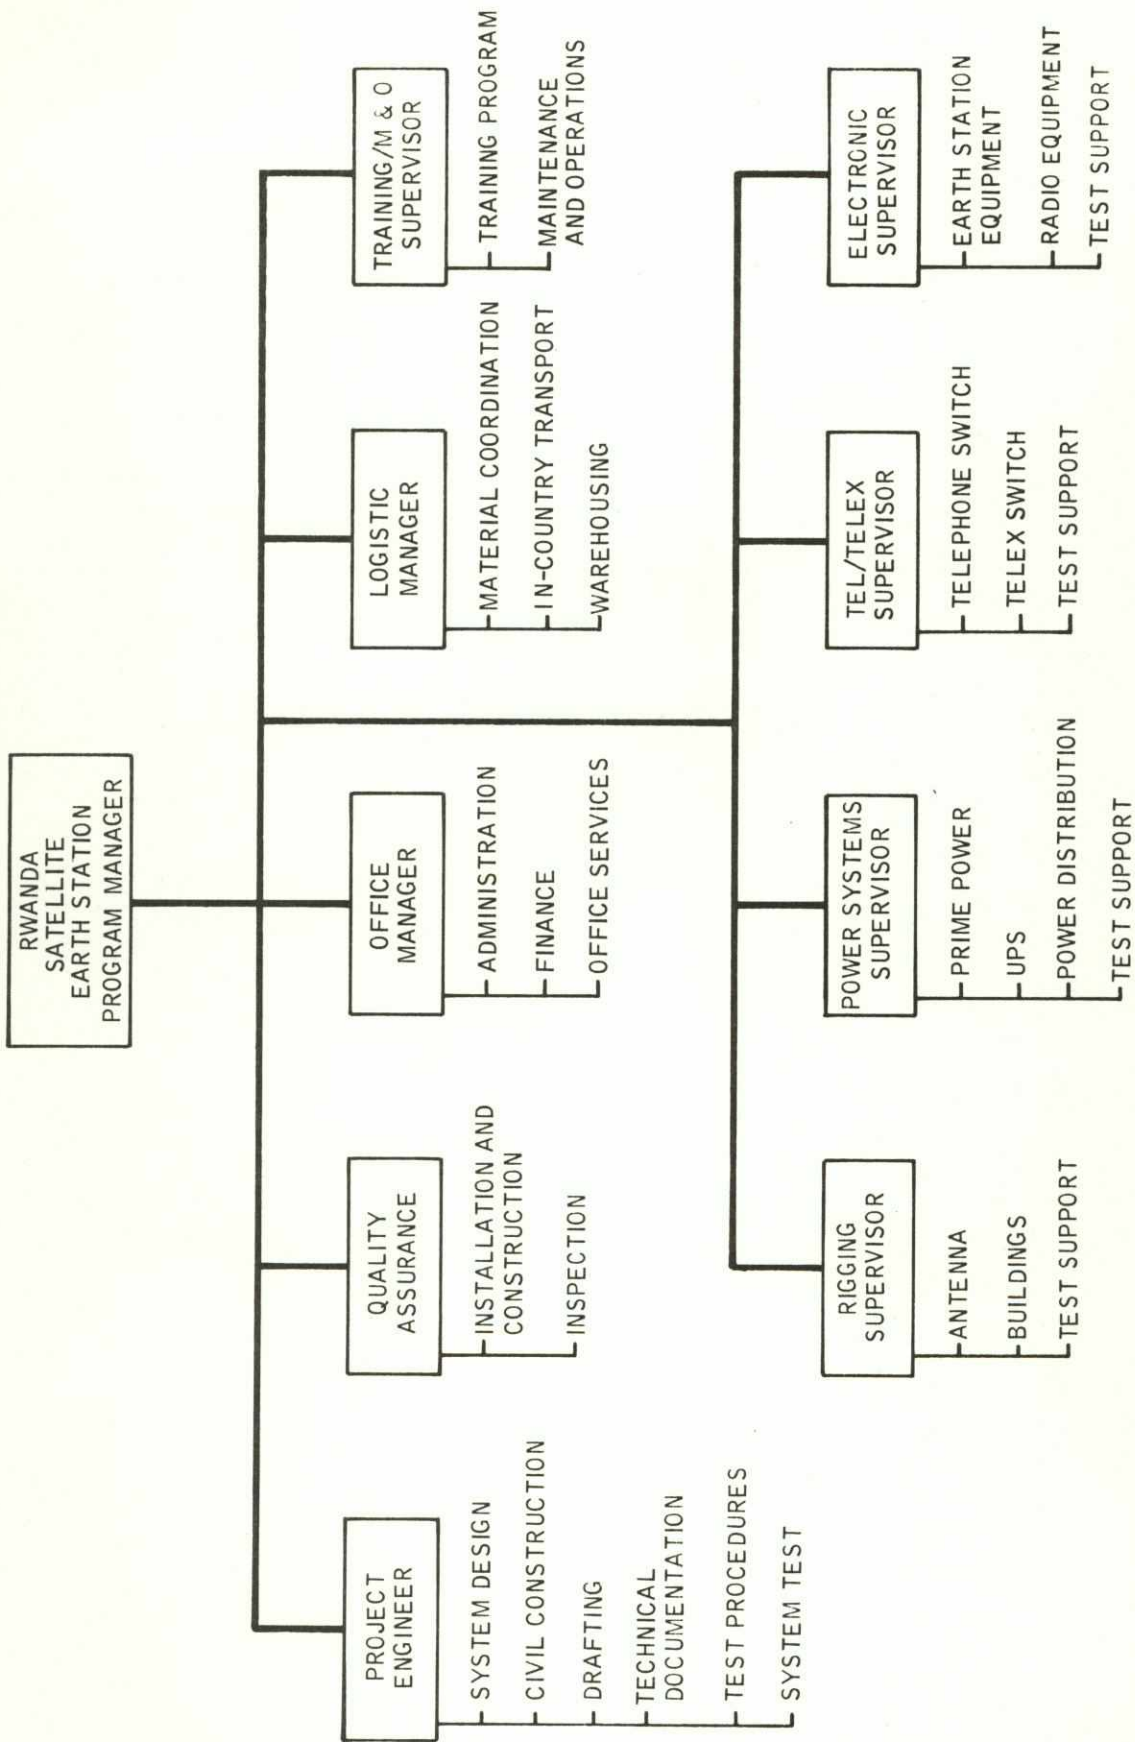 RWANDA
SATELLITE
EARTH STATION
PROGRAM MANAGER
PROJECT
ENGINEER
SYSTEM DESIGN
CIVIL CONSTRUCTION
DRAFTING
TECHNICAL
DOCUMENTATION
TEST PROCEDURES
SYSTEM TEST
QUALITY
ASSURANCE
INSTALLATION AND
CONSTRUCTION
INSPECTION
OFFICE
MANAGER
ADMINISTRATION
FINANCE
OFFICE SERVICES
LOGISTIC
MANAGER
MATERIAL COORDINATION
IN-COUNTRY TRANSPORT
WAREHOUSING
TRAINING/M & O
SUPERVISOR
TRAINING PROGRAM
MAINTENANCE
AND OPERATIONS
RIGGING
SUPERVISOR
ANTENNA
BUILDINGS
TEST SUPPORT
POWER SYSTEMS
SUPERVISOR
PRIME POWER
UPS
POWER DISTRIBUTION
TEST SUPPORT
TEL/TELEX
SUPERVISOR
TELEPHONE SWITCH
TELEX SWITCH
TEST SUPPORT
ELECTRONIC
SUPERVISOR
EARTH STATION
EQUIPMENT
RADIO EQUIPMENT
TEST SUPPORT